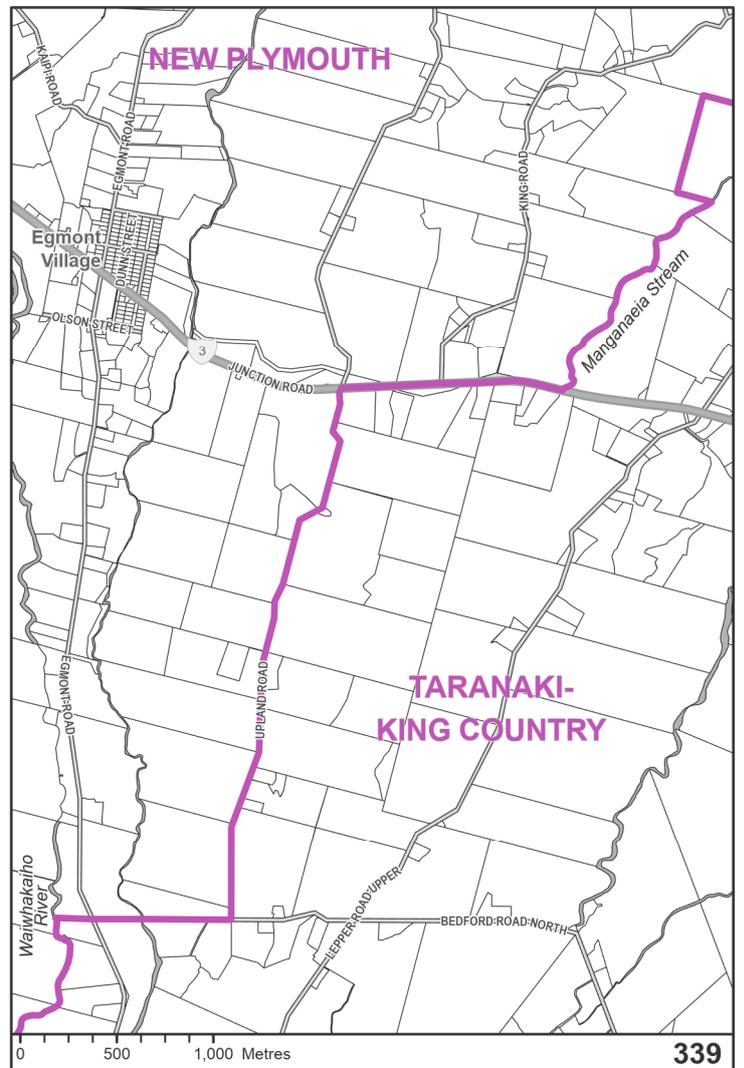 NEW PLYMOUTH
KAIPI ROAD
EGMONT ROAD
KING ROAD
DUNN STREET
Egmont
Village
OLSON STREET
3
JUNCTION ROAD
Manganaeia Stream
EGMONT ROAD
UPLAND ROAD
TARANAKI-
KING COUNTRY
Waiwhakaiho
River
LEPPER ROAD UPPER
BEDFORD ROAD NORTH
0 500 1,000 Metres
339